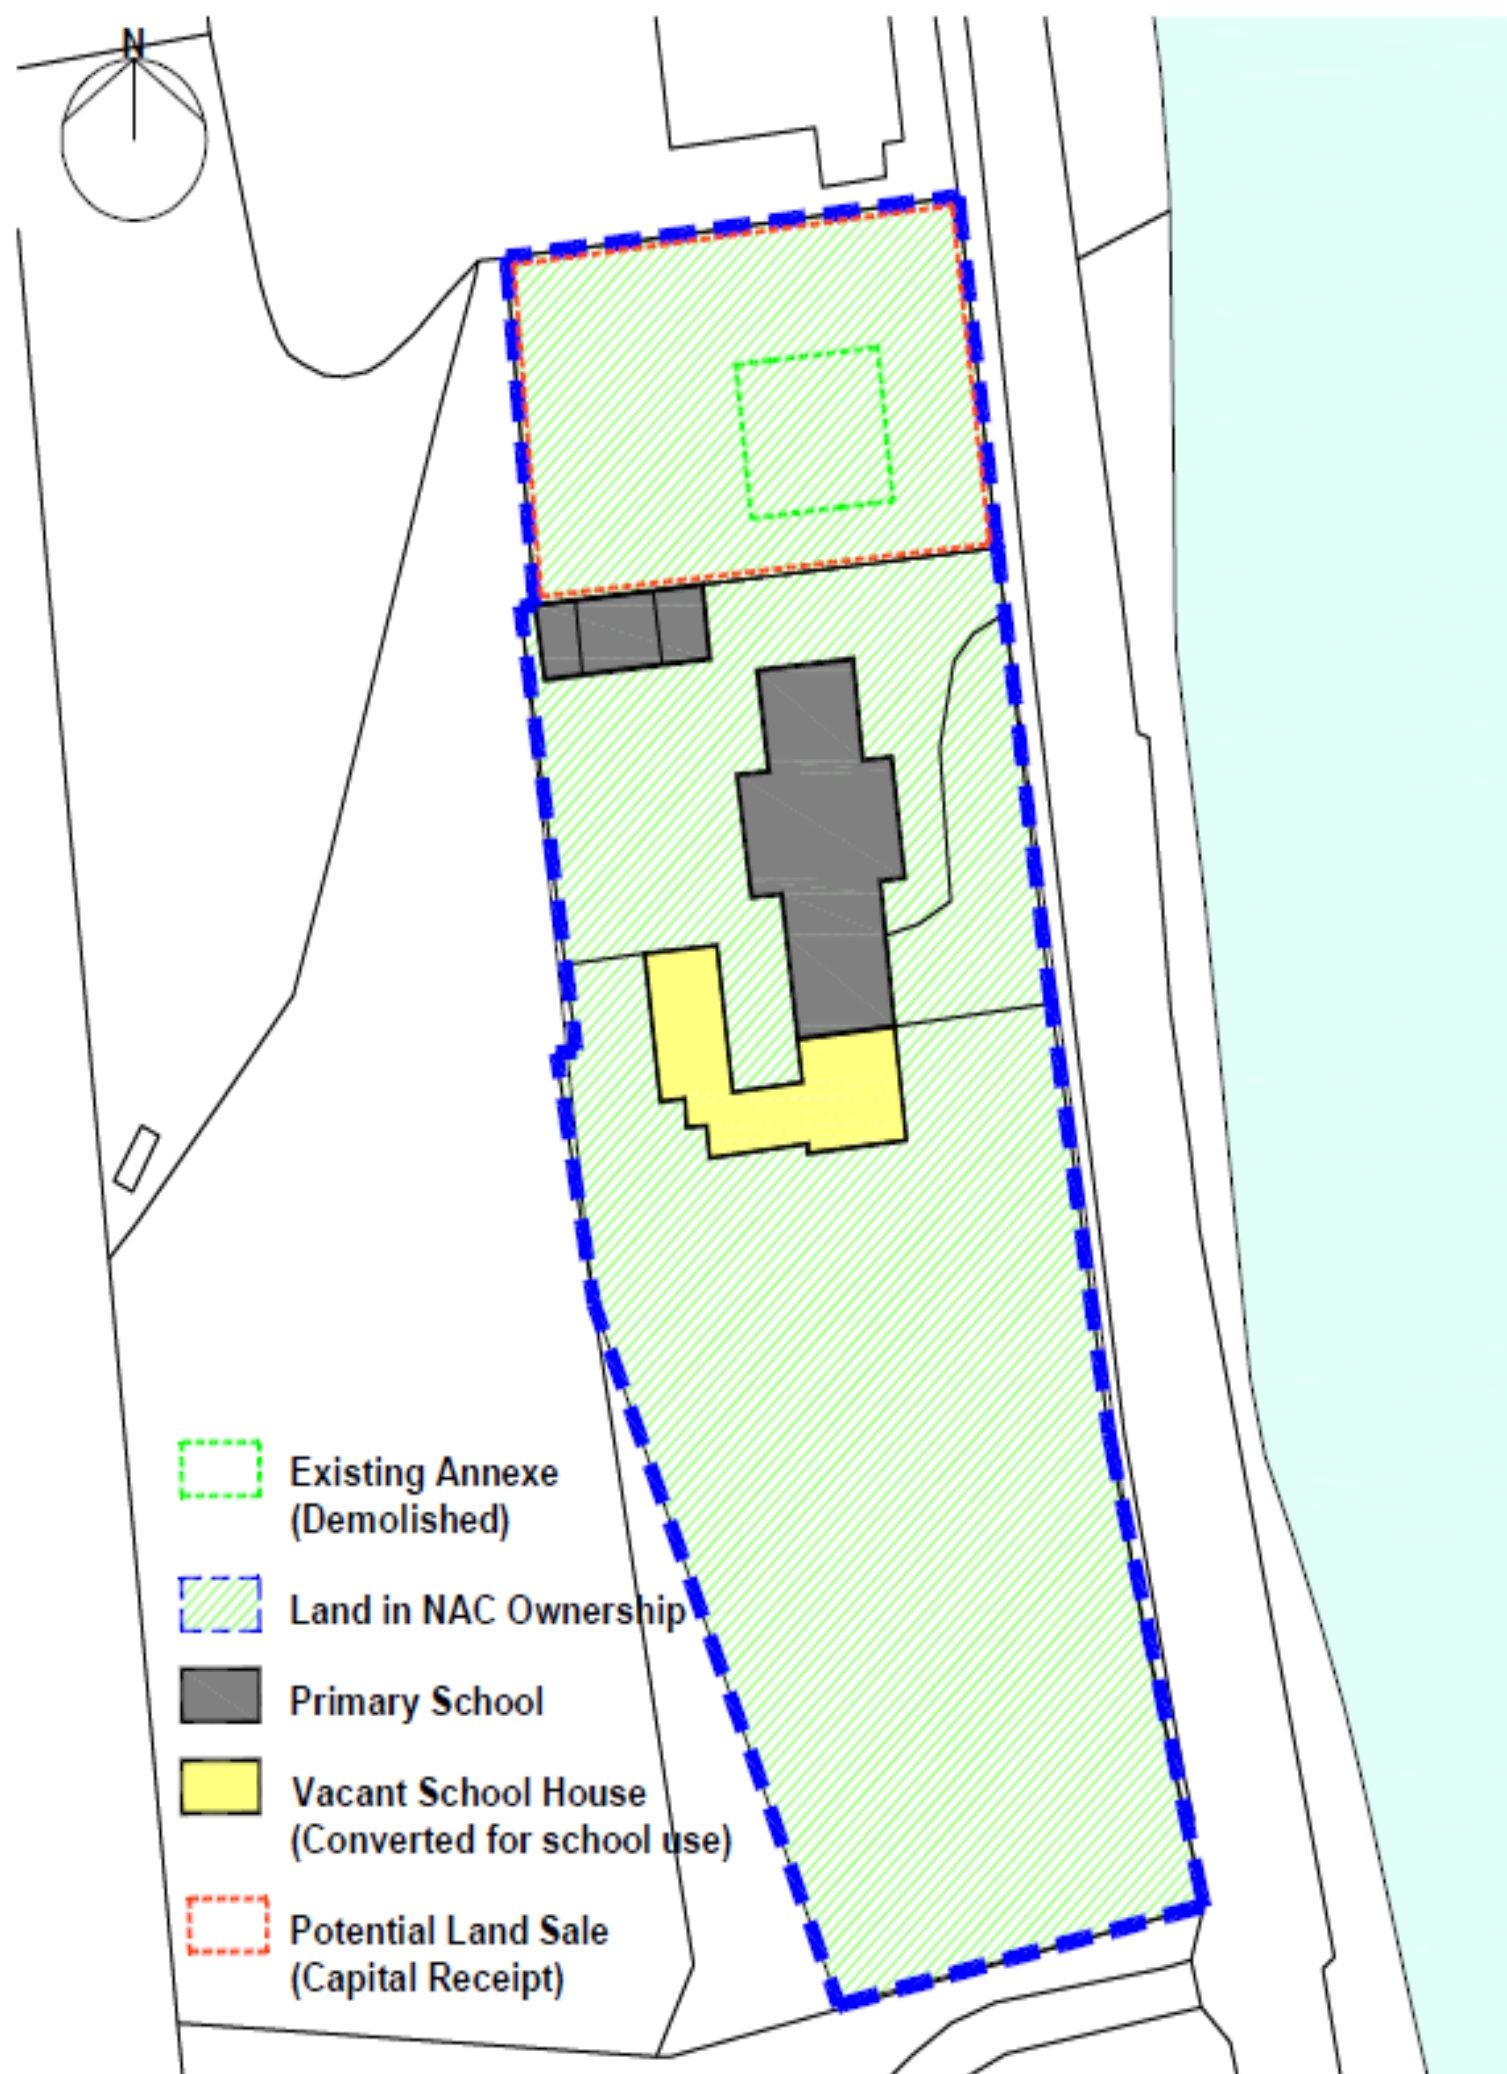 N
Existing Annexe
(Demolished)
Land in NAC Ownership
Primary School
Vacant School House
(Converted for school use)
Potential Land Sale
(Capital Receipt)